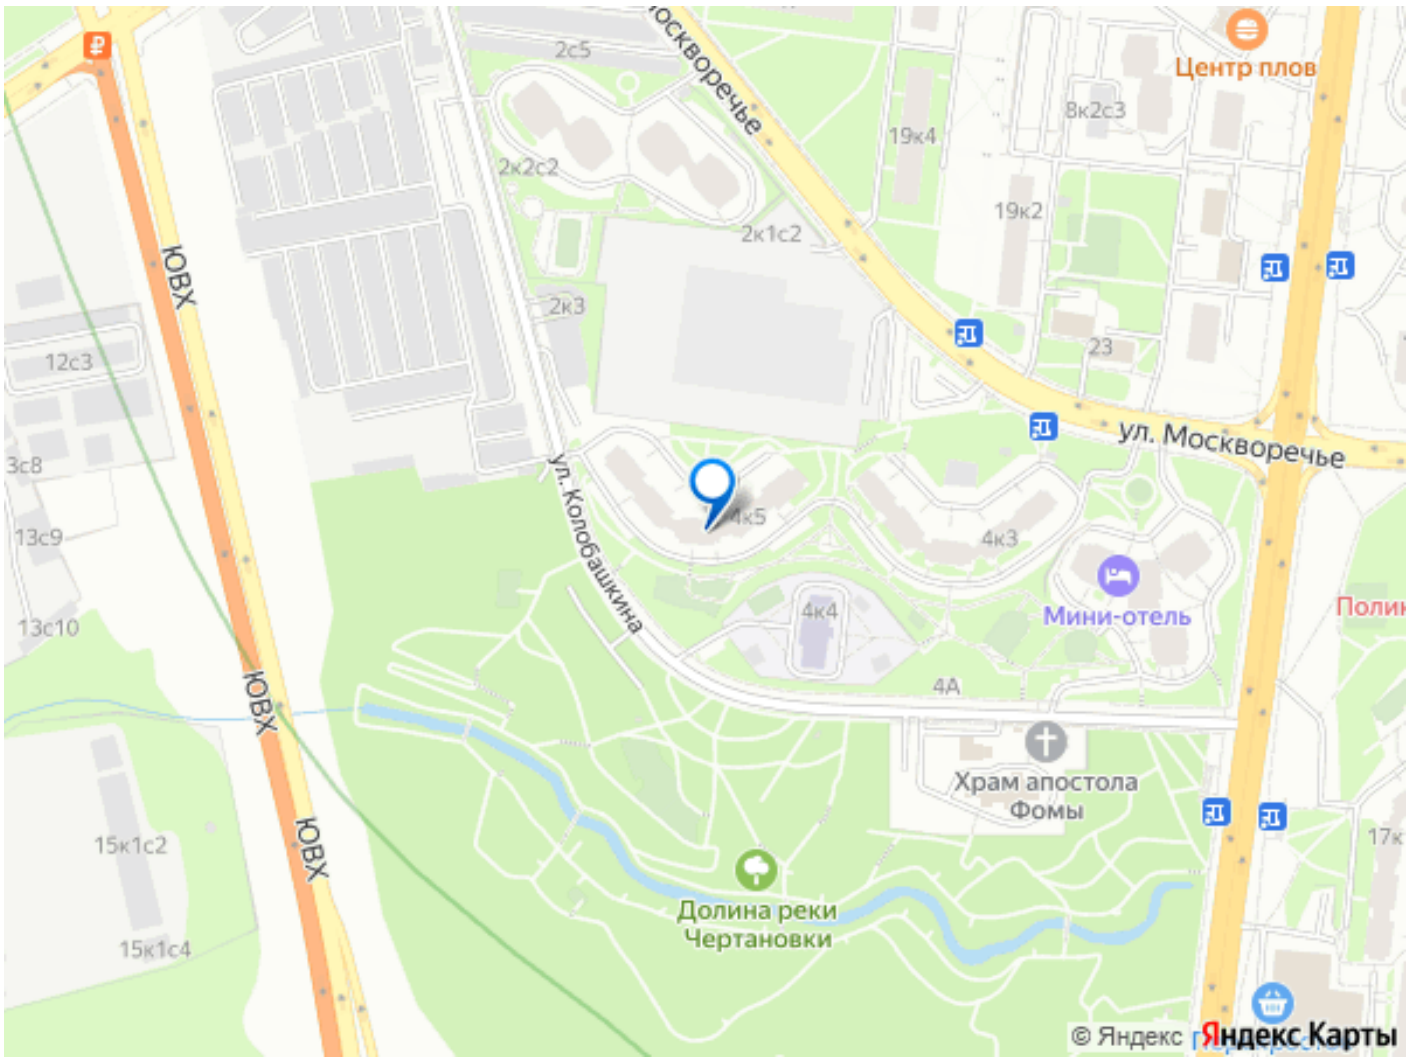 Центр плов
2с5
Москворечье
8к2с3
19к4
2к2с2
19к2
2к1с2
ЮВХ
2к3
12с3
23
ул. Москворечье
3с8
ул. Колобашкина
4к5
13с9
4к3
Мини-отель
4к4
13с10
4А
ЮВХ
Храм апостола
Фомы
15к1с2
ЮВХ
Долина реки
Чертановки
15к1с4
© Яндекс
Яндекс Карты